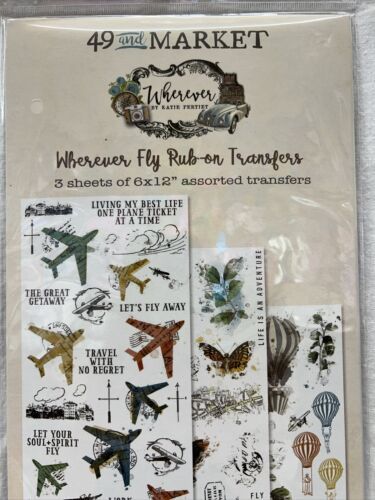 49 and MARKET
Wherever
BY KATIE PERTIET
Wherever Fly Rub-on Transfers
3 sheets of 6x12" assorted transfers
LIVING MY BEST LIFE
ONE PLANE TICKET
AT A TIME
THE GREAT
GETAWAY
LET'S FLY AWAY
TRAVEL
WITH
NO REGRET
LET YOUR
SOUL+SPIRIT
FLY
LIFE IS AN ADVENTURE
FLY